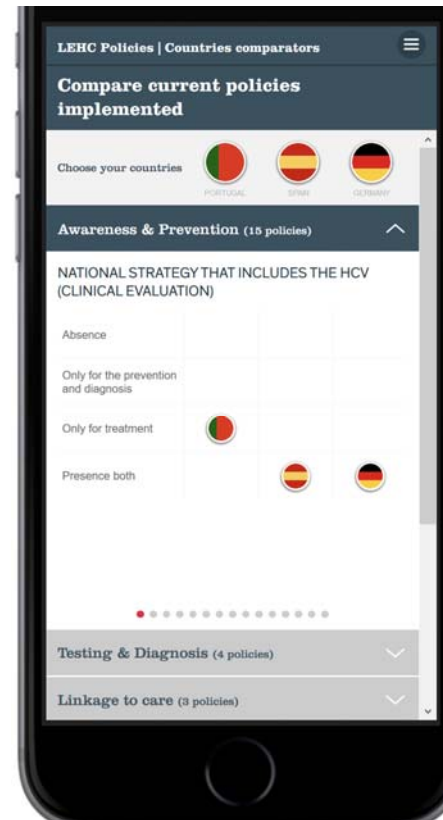 LEHC Policies | Countries comparators
Compare current policies
implemented
Choose your countries
PORTUGAL SPAIN GERMANY
Awareness & Prevention (15 policies)
NATIONAL STRATEGY THAT INCLUDES THE HCV
(CLINICAL EVALUATION)
Absence
Only for the prevention
and diagnosis
Only for treatment
Presence both
Testing & Diagnosis (4 policies)
Linkage to care (3 policies)